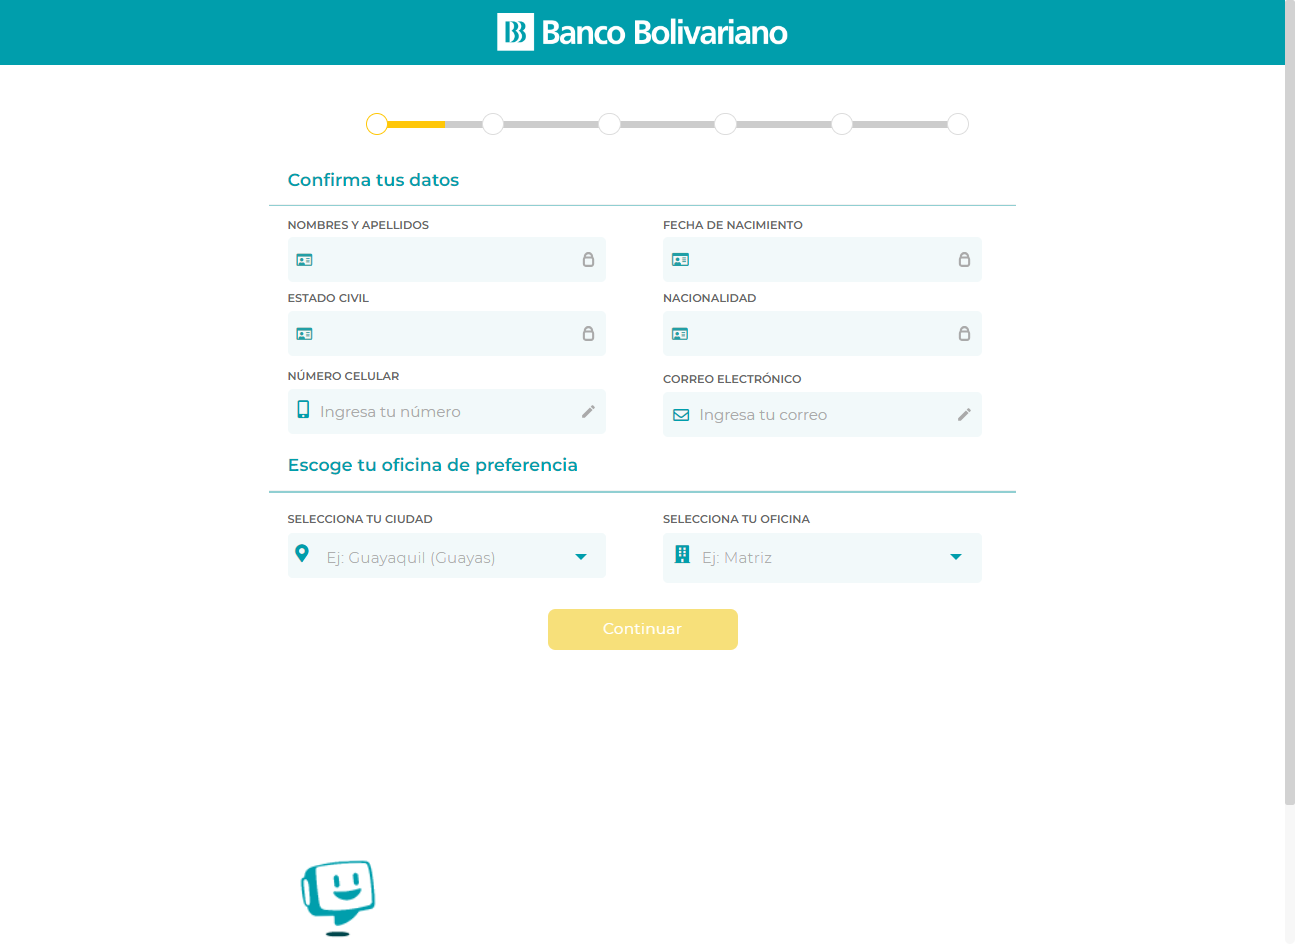 Banco Bolivariano
Confirma tus datos
NOMBRES Y APELLIDOS
FECHA DE NACIMIENTO
ESTADO CIVIL
NACIONALIDAD
NÚMERO CELULAR
CORREO ELECTRÓNICO
Ingresa tu número
Ingresa tu correo
Escoge tu oficina de preferencia
SELECCIONA TU CIUDAD
SELECCIONA TU OFICINA
Ej: Guayaquil (Guayas)
Ej: Matriz
Continuar